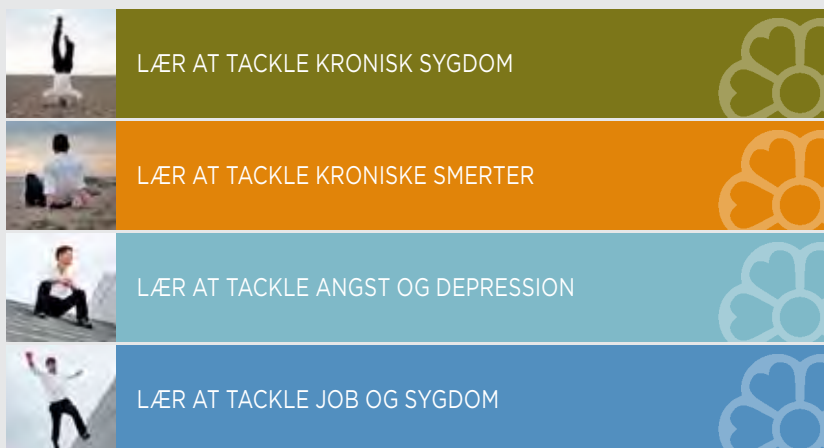 LÆR AT TACKLE KRONISK SYGDOM
LÆR AT TACKLE KRONISKE SMERTER
LÆR AT TACKLE ANGST OG DEPRESSION
LÆR AT TACKLE JOB OG SYGDOM